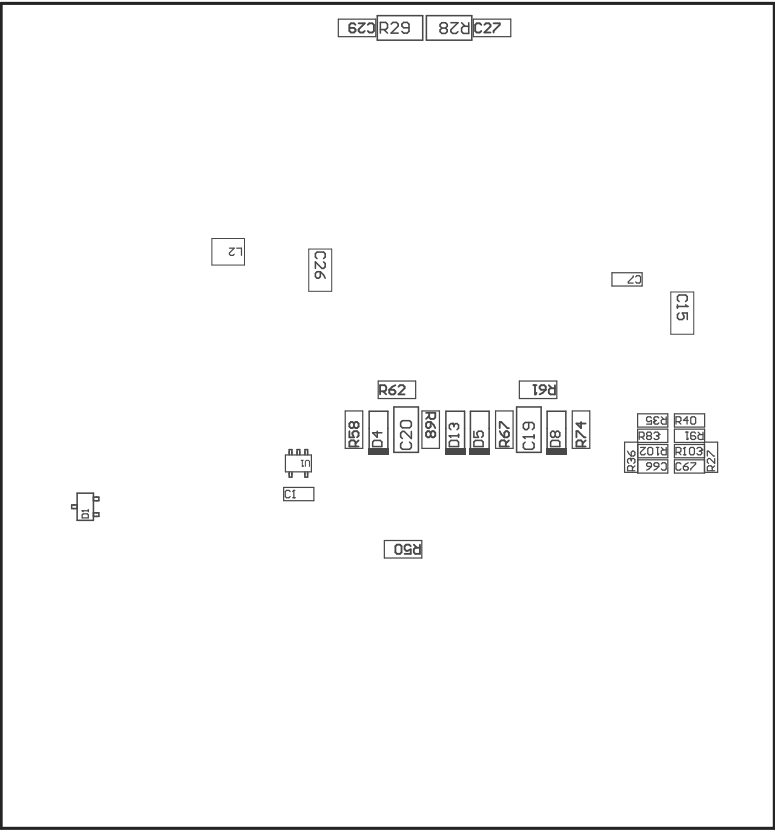 C29 R29 R28 C27
L2 C26
C7
C15
R62 R61
R58 D4 C20 R68 D13 D5 R67 C19 D8 R74
R35 R40
R83 R91
R102 R103
R36 C66 C67 R27
U1
C1
D1
R50